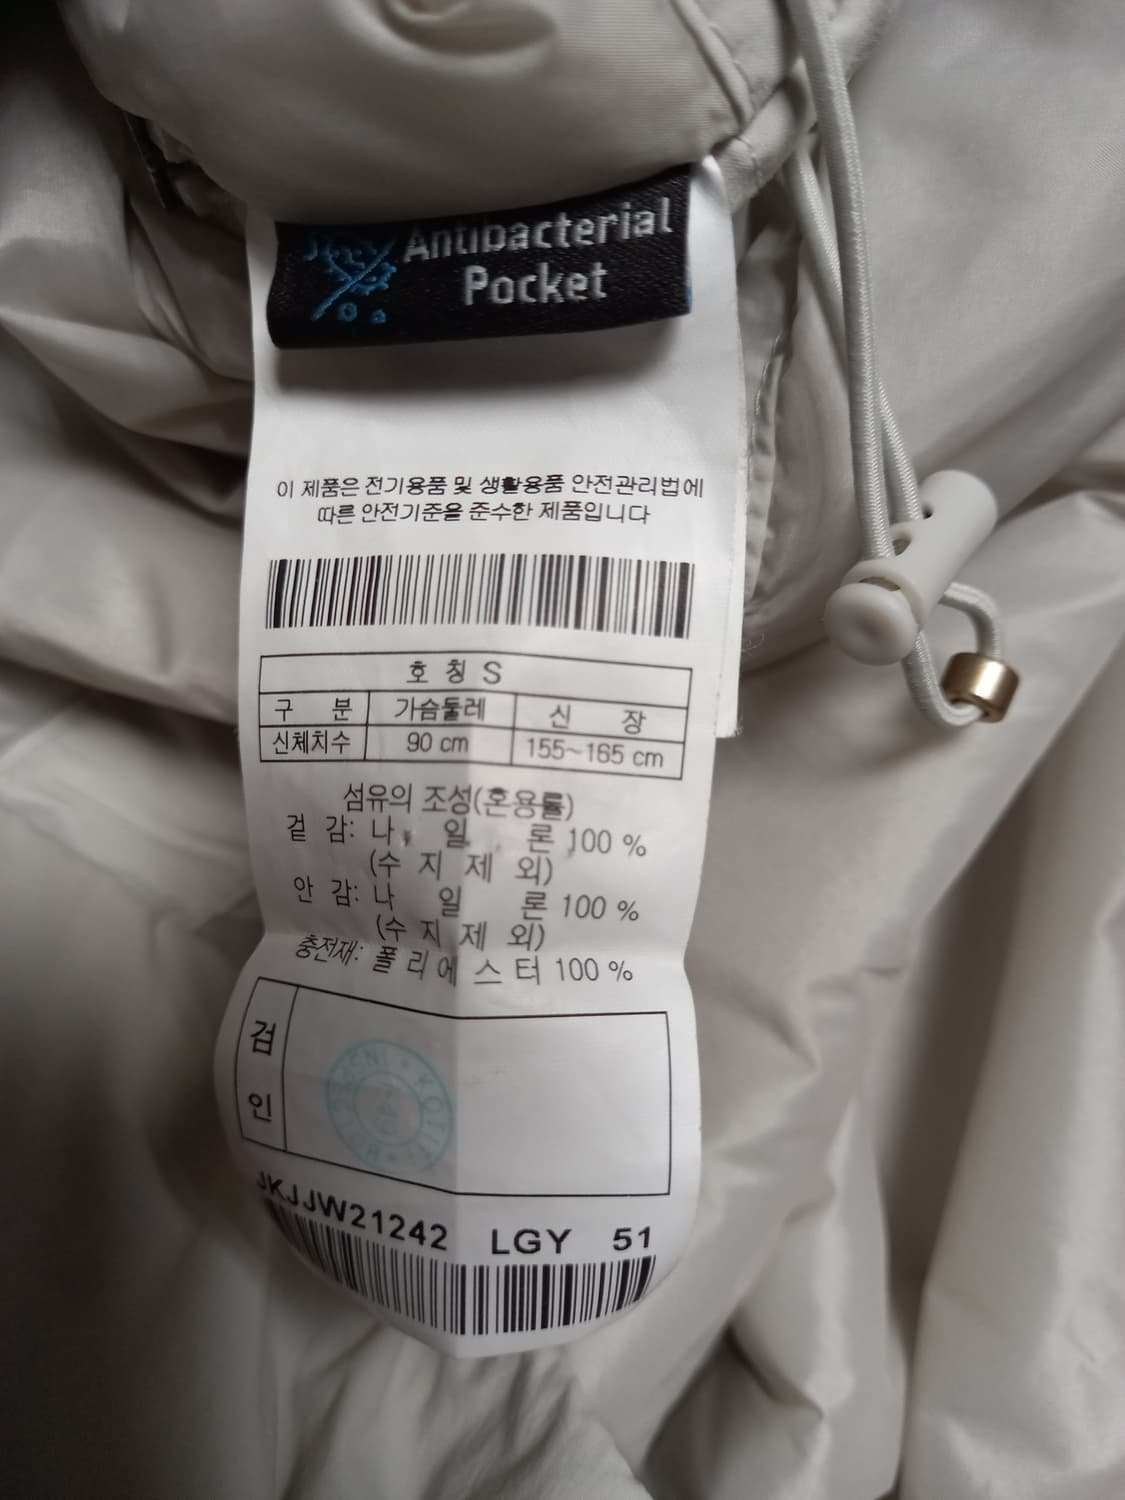 Antibacterial
Pocket
이 제품은 전기용품 및 생활용품 안전관리법에
따른 안전기준을 준수한 제품입니다
호 칭 S
구 분 가슴둘레 신 장
신체치수 90 cm 155~165 cm
섬유의 조성(혼용률)
겉 감: 나 일 론 100 %
(수 지 제 외)
안 감: 나 일 론 100 %
(수 지 제 외)
충전재: 폴 리 에 스 터 100 %
검
인
JKJJW21242 LGY 51